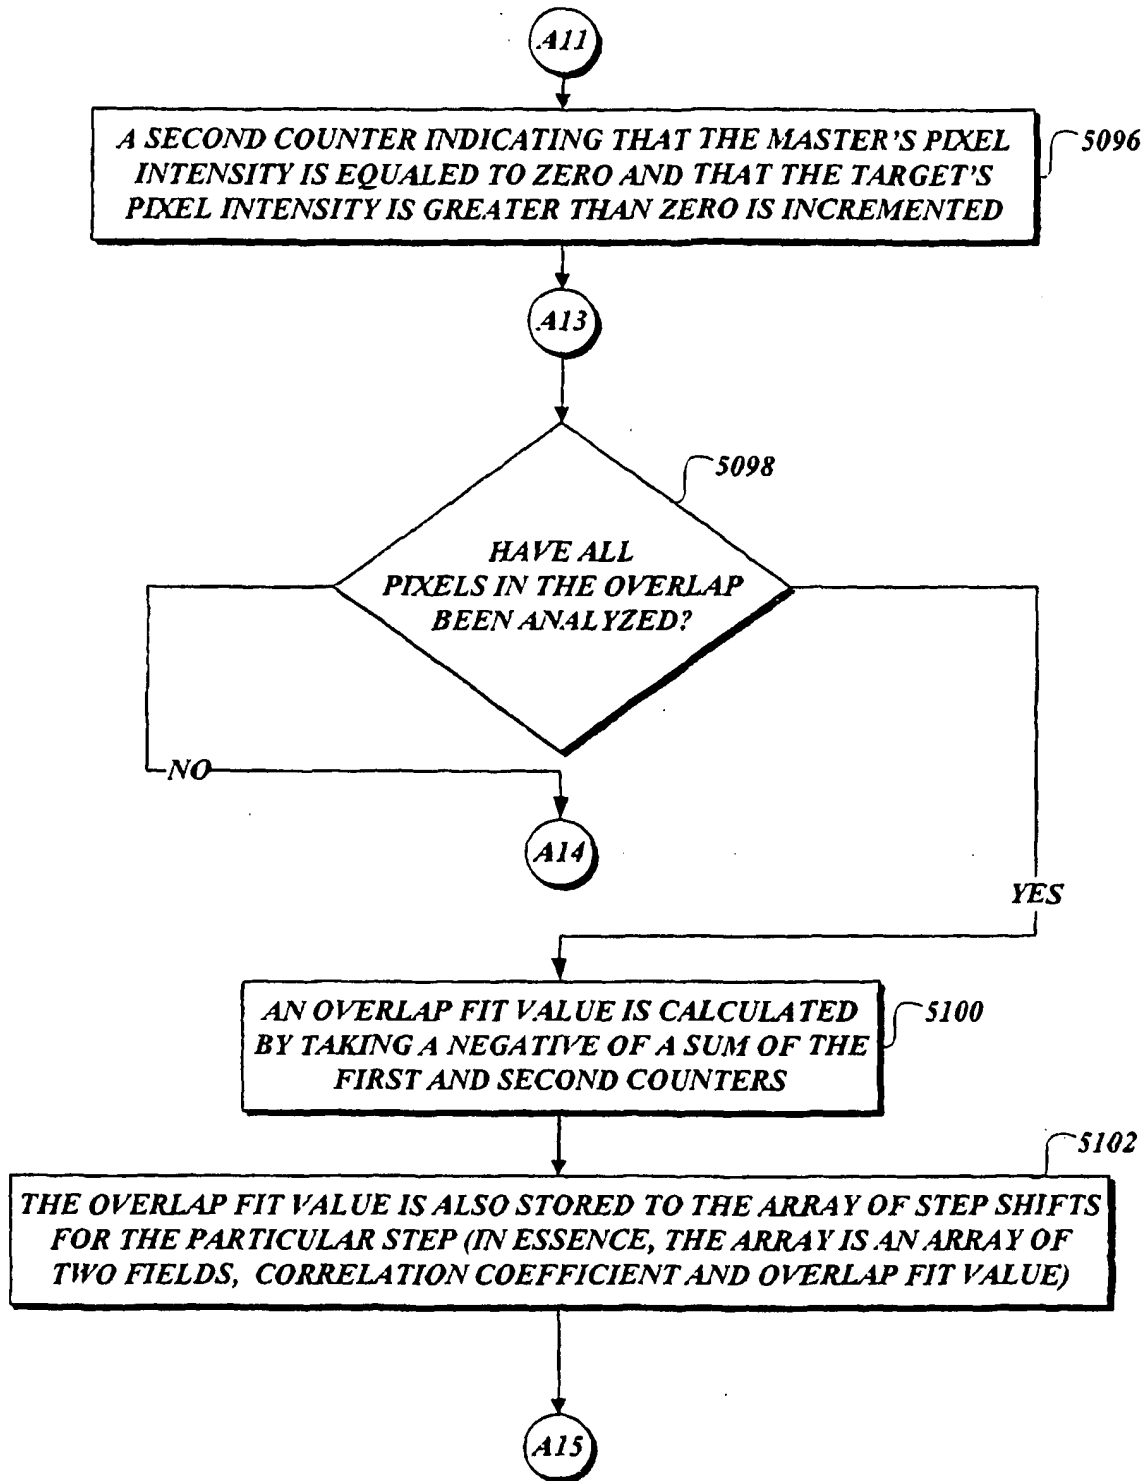 A11
A SECOND COUNTER INDICATING THAT THE MASTER'S PIXEL
INTENSITY IS EQUALED TO ZERO AND THAT THE TARGET'S
PIXEL INTENSITY IS GREATER THAN ZERO IS INCREMENTED
5096
A13
5098
HAVE ALL
PIXELS IN THE OVERLAP
BEEN ANALYZED?
NO
A14
YES
AN OVERLAP FIT VALUE IS CALCULATED
BY TAKING A NEGATIVE OF A SUM OF THE
FIRST AND SECOND COUNTERS
5100
5102
THE OVERLAP FIT VALUE IS ALSO STORED TO THE ARRAY OF STEP SHIFTS
FOR THE PARTICULAR STEP (IN ESSENCE, THE ARRAY IS AN ARRAY OF
TWO FIELDS, CORRELATION COEFFICIENT AND OVERLAP FIT VALUE)
A15